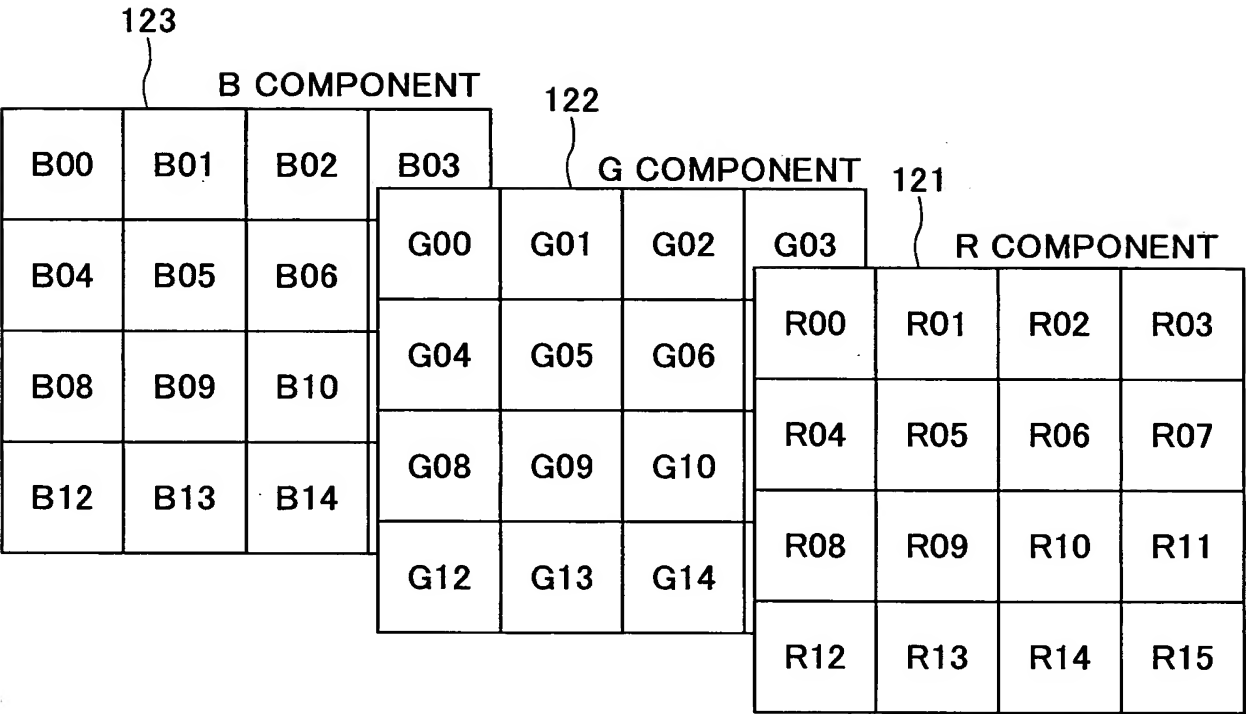 123
B COMPONENT
B00 B01 B02 B03
B04 B05 B06
B08 B09 B10
B12 B13 B14
122
G COMPONENT
G00 G01 G02 G03
G04 G05 G06
G08 G09 G10
G12 G13 G14
121
R COMPONENT
R00 R01 R02 R03
R04 R05 R06 R07
R08 R09 R10 R11
R12 R13 R14 R15